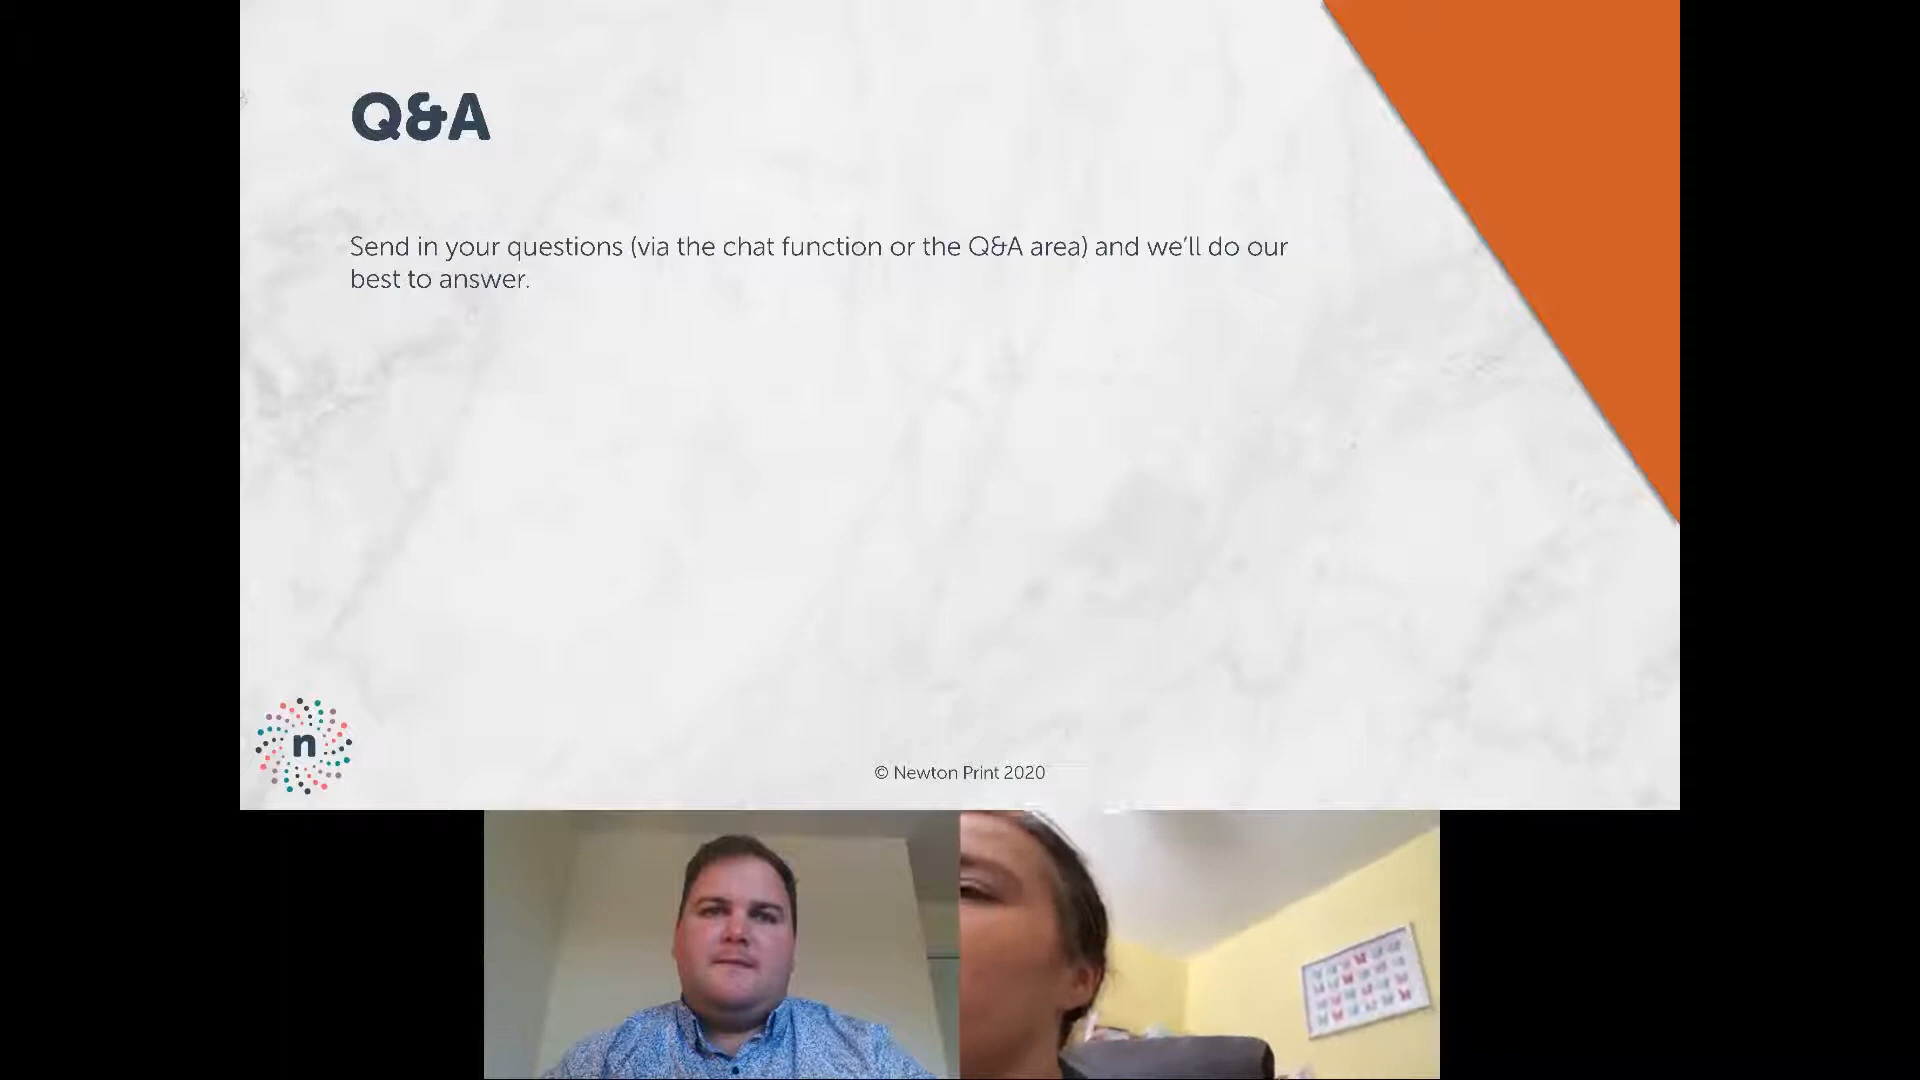 Q&A
Send in your questions (via the chat function or the Q&A area) and we'll do our
best to answer.
n
© Newton Print 2020